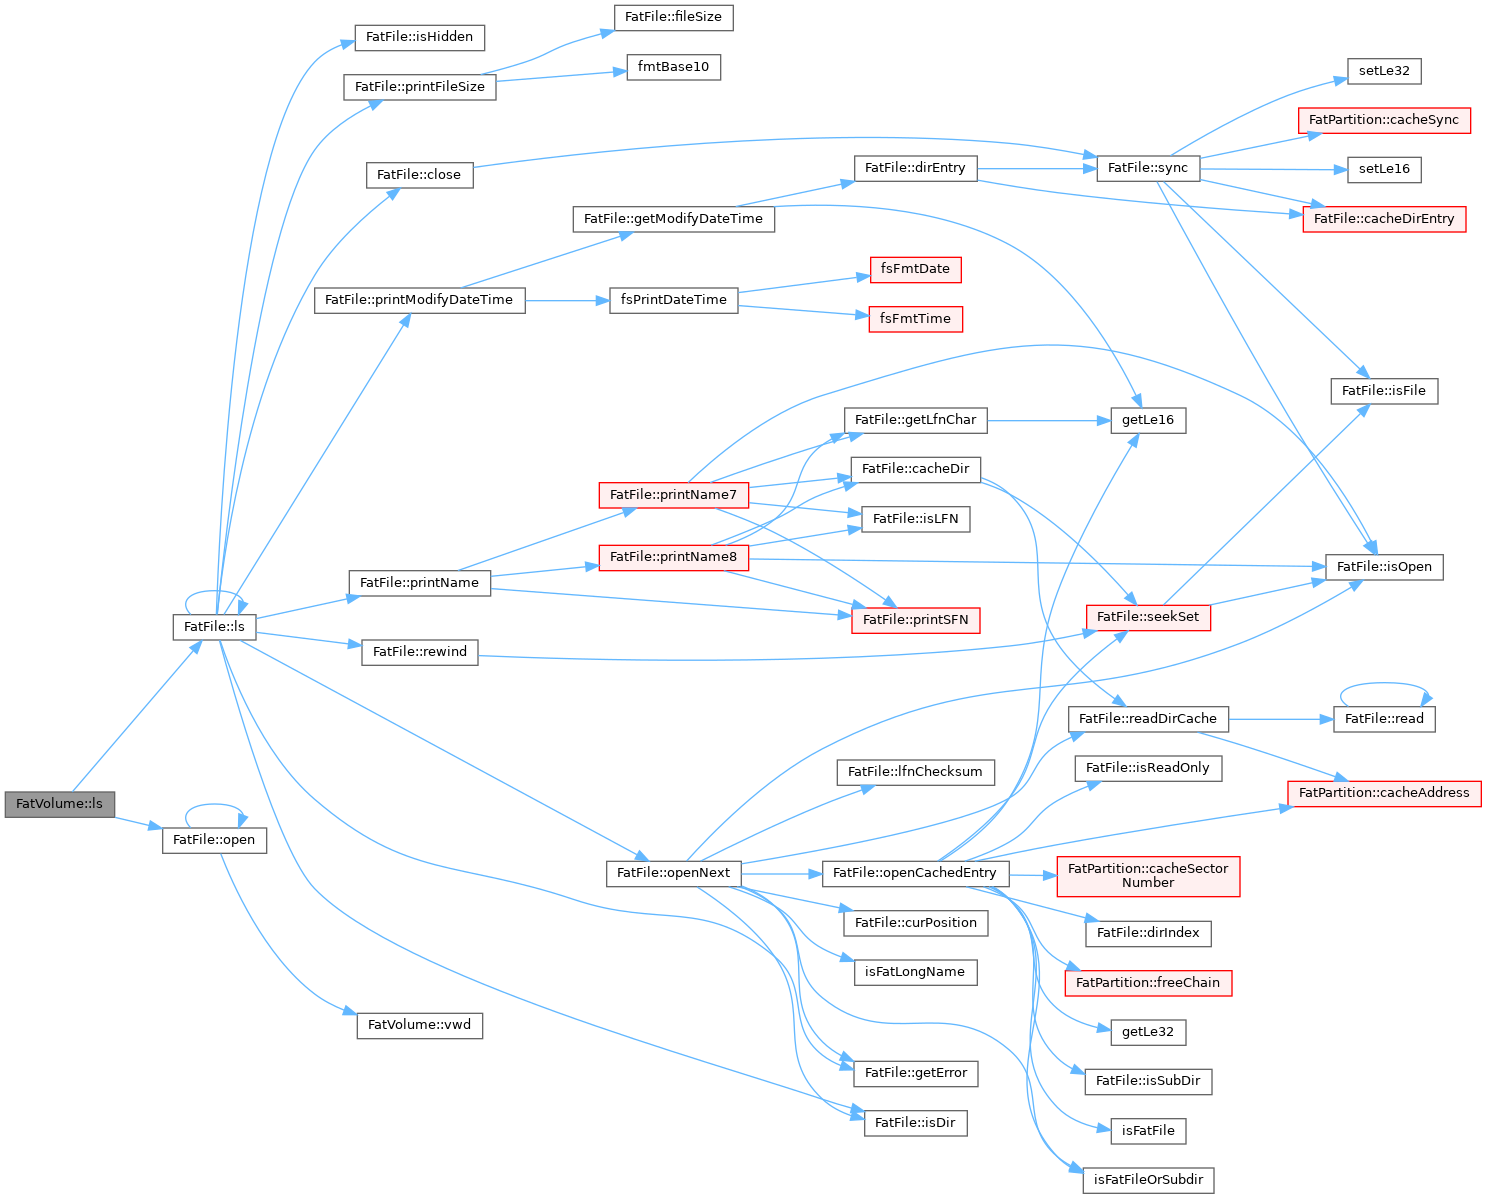 FatFile::fileSize
FatFile::isHidden
fmtBase10
setLe32
FatFile::printFileSize
FatPartition::cacheSync
FatFile::close
FatFile::dirEntry
FatFile::sync
setLe16
FatFile::getModifyDateTime
FatFile::cacheDirEntry
fsFmtDate
FatFile::printModifyDateTime
fsPrintDateTime
fsFmtTime
FatFile::isFile
FatFile::getLfnChar
getLe16
FatFile::cacheDir
FatFile::printName7
FatFile::isLFN
FatFile::printName8
FatFile::isOpen
FatFile::printName
FatFile::printSFN
FatFile::seekSet
FatFile::ls
FatFile::rewind
FatFile::readDirCache
FatFile::read
FatFile::lfnChecksum
FatFile::isReadOnly
FatPartition::cacheAddress
FatVolume::ls
FatFile::open
FatFile::openNext
FatFile::openCachedEntry
FatPartition::cacheSector
Number
FatFile::curPosition
FatFile::dirIndex
isFatLongName
FatPartition::freeChain
FatVolume::vwd
getLe32
FatFile::getError
FatFile::isSubDir
FatFile::isDir
isFatFile
isFatFileOrSubdir